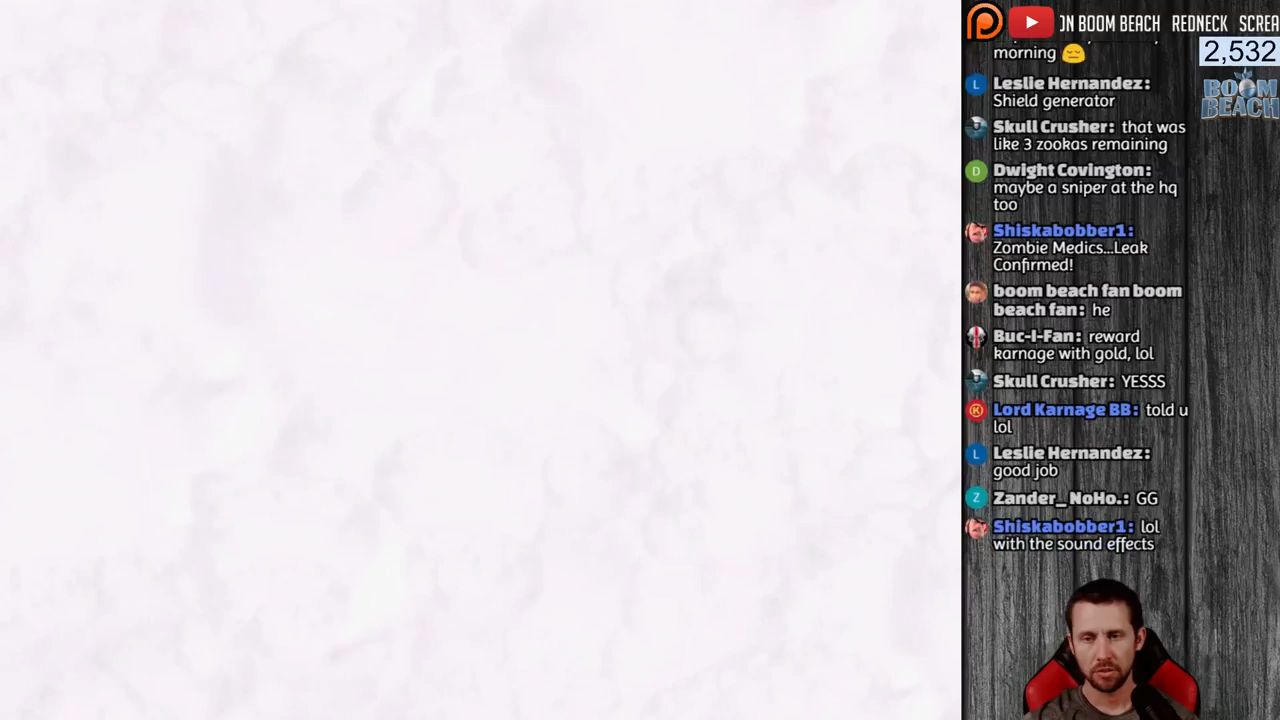 ON BOOM BEACH REDNECK SCREA
morning
2,532
BOOM
BEACH
Leslie Hernandez:
Shield generator
Skull Crusher: that was
like 3 zookas remaining
Dwight Covington:
maybe a sniper at the hq
too
Shiskabobber1:
Zombie Medics...Leak
Confirmed!
boom beach fan boom
beach fan: he
Buc-I-Fan: reward
karnage with gold, lol
Skull Crusher: YESSS
Lord Karnage BB: told u
lol
Leslie Hernandez:
good job
Zander_NoHo.: GG
Shiskabobber1: lol
with the sound effects